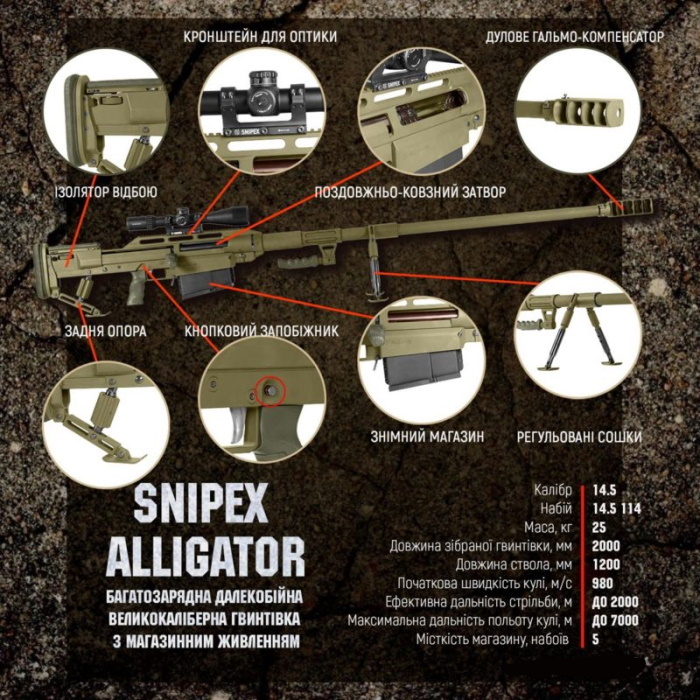 КРОНШТЕЙН ДЛЯ ОПТИКИ
ДУЛОВЕ ГАЛЬМО-КОМПЕНСАТОР
SNIPEX
ІЗОЛЯТОР ВІДБОЮ
ПОЗДОВЖНЬО-КОВЗНИЙ ЗАТВОР
ЗАДНЯ ОПОРА
КНОПКОВИЙ ЗАПОБІЖНИК
ЗНІМНИЙ МАГАЗИН
РЕГУЛЬОВАНІ СОШКИ
SNIPEX
ALLIGATOR
БАГАТОЗАРЯДНА ДАЛЕКОБІЙНА
ВЕЛИКОКАЛІБЕРНА ГВИНТІВКА
З МАГАЗИННИМ ЖИВЛЕННЯМ
Калібр 14.5
Набій 14.5 114
Маса, кг 25
Довжина зібраної гвинтівки, мм 2000
Довжина ствола, мм 1200
Початкова швидкість кулі, м/с 980
Ефективна дальність стрільби, м ДО 2000
Максимальна дальність польоту кулі, м ДО 7000
Місткість магазину, набоїв 5